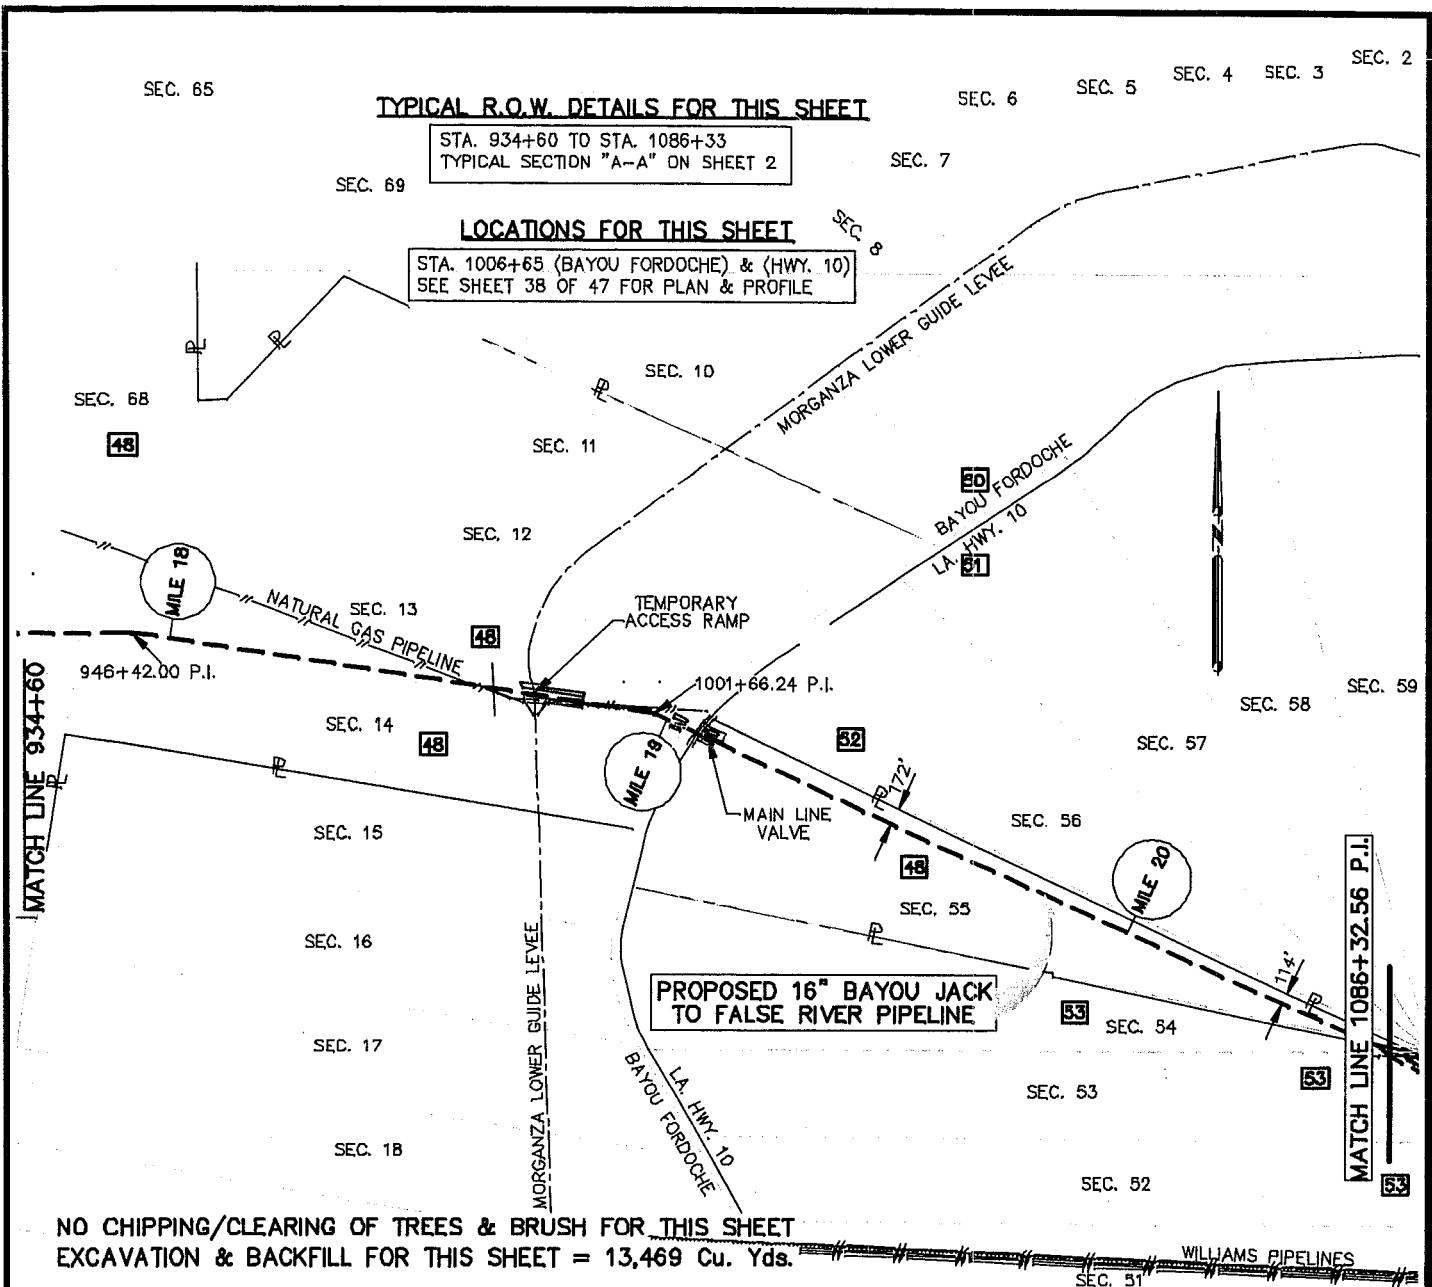 SEC. 65
SEC. 2
SEC. 3
SEC. 4
SEC. 5
SEC. 6
TYPICAL R.O.W. DETAILS FOR THIS SHEET
STA. 934+60 TO STA. 1086+33
TYPICAL SECTION "A-A" ON SHEET 2
SEC. 7
SEC. 69
SEC. 8
LOCATIONS FOR THIS SHEET
STA. 1006+65 (BAYOU FORDOCHE) & (HWY. 10)
SEE SHEET 38 OF 47 FOR PLAN & PROFILE
MORGANZA LOWER GUIDE LEVEE
PL
PL
SEC. 10
PL
SEC. 68
48
SEC. 11
50
BAYOU FORDOCHE
LA. HWY. 10
51
N
SEC. 12
MILE 18
NATURAL GAS PIPELINE
SEC. 13
TEMPORARY
ACCESS RAMP
48
946+42.00 P.I.
1001+66.24 P.I.
SEC. 59
SEC. 58
SEC. 57
MATCH LINE 934+60
SEC. 14
48
52
PL
PL
MILE 19
172'
PL
MAIN LINE
VALVE
SEC. 15
SEC. 56
48
MILE 20
SEC. 55
PL
SEC. 16
114'
PL
MATCH LINE 1086+32.56 P.I.
PROPOSED 16" BAYOU JACK
TO FALSE RIVER PIPELINE
53
SEC. 54
SEC. 17
MORGANZA LOWER GUIDE LEVEE
LA. HWY. 10
BAYOU FORDOCHE
53
SEC. 53
SEC. 18
SEC. 52
53
NO CHIPPING/CLEARING OF TREES & BRUSH FOR THIS SHEET
EXCAVATION & BACKFILL FOR THIS SHEET = 13,469 Cu. Yds.
WILLIAMS PIPELINES
SEC. 51